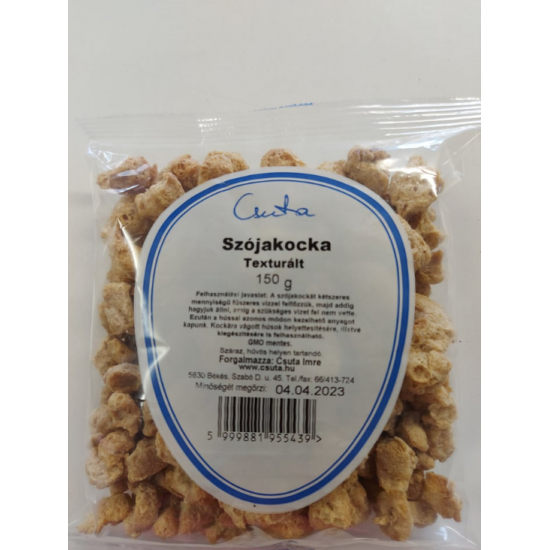 Csuta
Szójakocka
Texturált
150 g
Felhasználási javaslat: A szójakockát kétszeres
mennyiségű fűszeres vízzel felfőzzük, majd addig
hagyjuk állni, amíg a szükséges vizet fel nem vette.
Ezután a hússal azonos módon kezelhető anyagot
kapunk. Kockára vágott húsok helyettesítésére, illetve
kiegészítésére is felhasználható.
GMO mentes.
Száraz, hűvös helyen tartandó.
Forgalmazza: Csuta Imre
www.csuta.hu
5630 Békés, Szabó D. u. 45. Tel./fax: 66/413-724
Minőségét megőrzi: 04.04.2023
5 999881 955439>